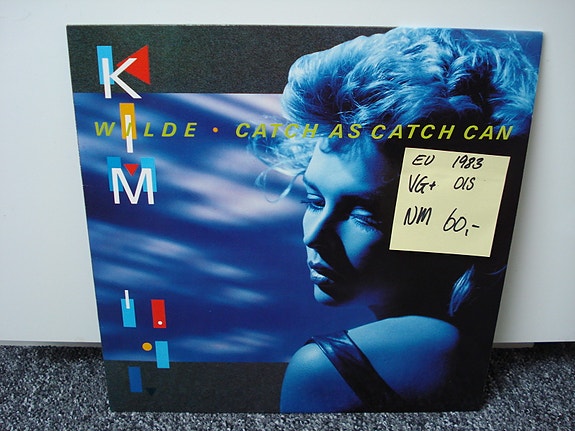 KIM
WILDE • CATCH AS CATCH CAN
EU 1983
VG+ OIS
NM 60,-